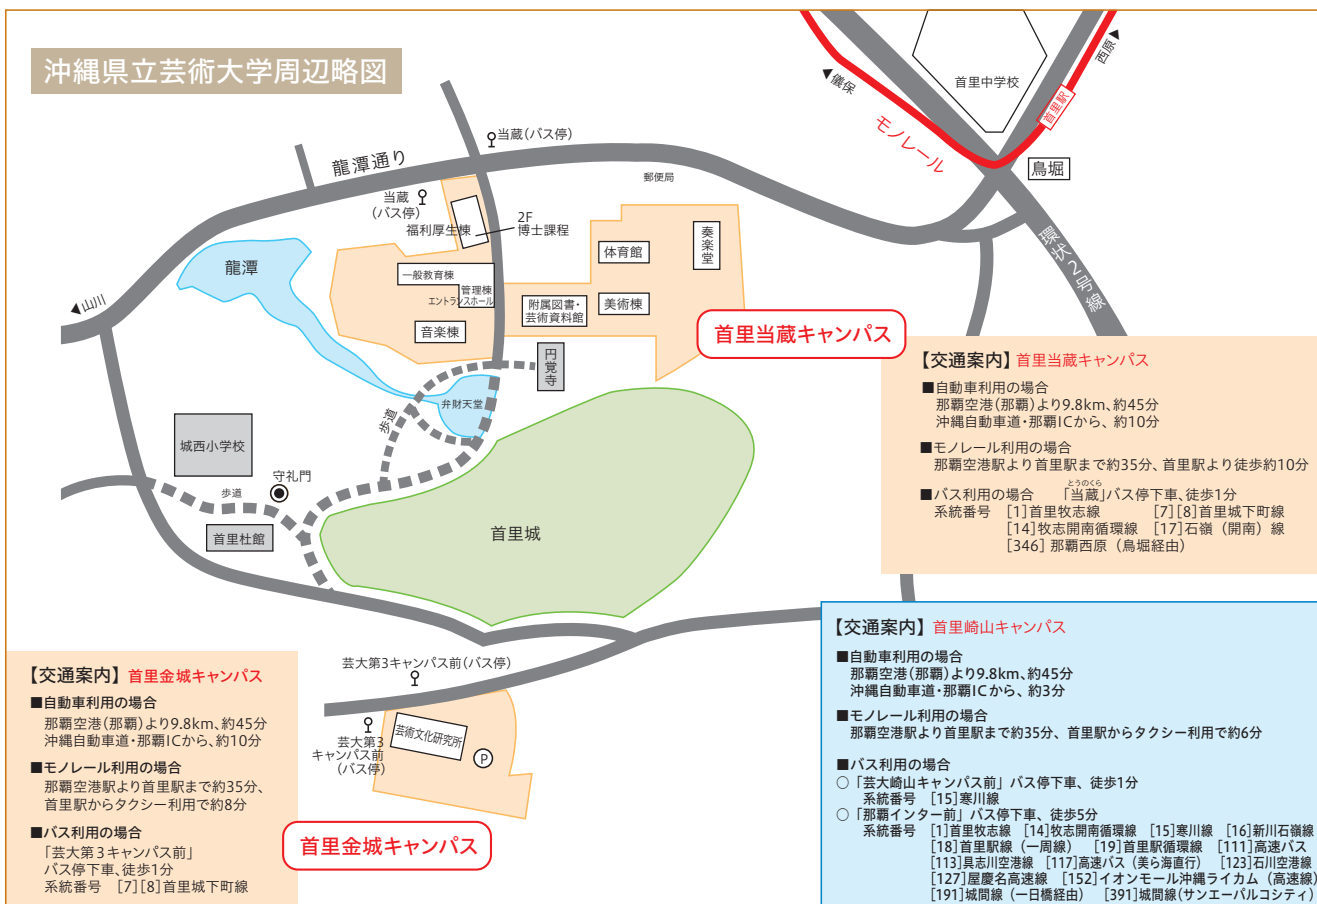 沖縄県立芸術大学周辺略図
首里中学校
西原▲
▲儀保
首里駅
モノレール
鳥堀
環状2号線
当蔵(バス停)
龍潭通り
郵便局
当蔵
(バス停)
福利厚生棟
2F
博士課程
奏楽堂
体育館
龍潭
一般教育棟
管理棟
エントランスホール
附属図書・
芸術資料館
美術棟
▲山川
音楽棟
首里当蔵キャンパス
円覚寺
弁財天堂
歩道
城西小学校
守礼門
歩道
首里杜館
首里城
【交通案内】 首里当蔵キャンパス
■自動車利用の場合
那覇空港(那覇)より9.8km、約45分
沖縄自動車道・那覇ICから、約10分
■モノレール利用の場合
那覇空港駅より首里駅まで約35分、首里駅より徒歩約10分
とうのくら
■バス利用の場合 「当蔵」バス停下車、徒歩1分
系統番号 [1]首里牧志線 [7][8]首里城下町線
[14]牧志開南循環線 [17]石嶺（開南）線
[346] 那覇西原（鳥堀経由）
芸大第3キャンパス前(バス停)
芸術文化研究所
P
芸大第3
キャンパス前
(バス停)
首里金城キャンパス
【交通案内】 首里金城キャンパス
■自動車利用の場合
那覇空港(那覇)より9.8km、約45分
沖縄自動車道・那覇ICから、約10分
■モノレール利用の場合
那覇空港駅より首里駅まで約35分、
首里駅からタクシー利用で約8分
■バス利用の場合
「芸大第3キャンパス前」
バス停下車、徒歩1分
系統番号 [7][8]首里城下町線
【交通案内】 首里崎山キャンパス
■自動車利用の場合
那覇空港(那覇)より9.8km、約45分
沖縄自動車道・那覇ICから、約3分
■モノレール利用の場合
那覇空港駅より首里駅まで約35分、首里駅からタクシー利用で約6分
■バス利用の場合
○「芸大崎山キャンパス前」バス停下車、徒歩1分
系統番号 [15]寒川線
○「那覇インター前」バス停下車、徒歩5分
系統番号 [1]首里牧志線 [14]牧志開南循環線 [15]寒川線 [16]新川石嶺線
[18]首里駅線（一周線） [19]首里駅循環線 [111]高速バス
[113]具志川空港線 [117]高速バス（美ら海直行） [123]石川空港線
[127]屋慶名高速線 [152]イオンモール沖縄ライカム（高速線）
[191]城間線（一日橋経由） [391]城間線(サンエーパルコシティ）